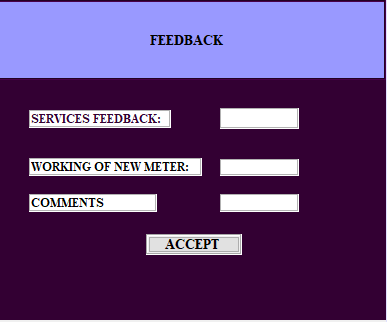 FEEDBACK
SERVICES FEEDBACK:
WORKING OF NEW METER:
COMMENTS
ACCEPT